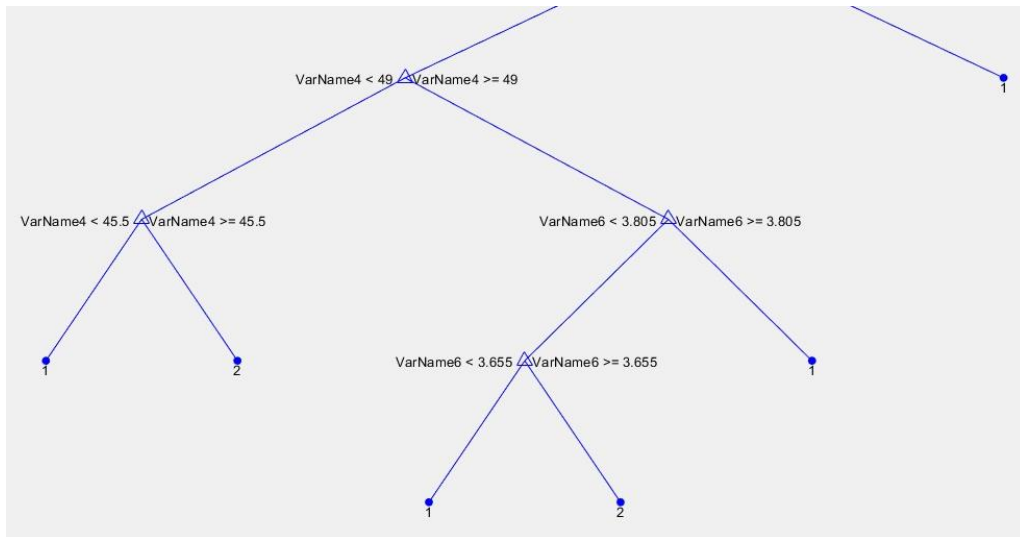 VarName4 < 49 VarName4 >= 49
1
VarName4 < 45.5 VarName4 >= 45.5
VarName6 < 3.805 VarName6 >= 3.805
1
2
VarName6 < 3.655 VarName6 >= 3.655
1
1
2